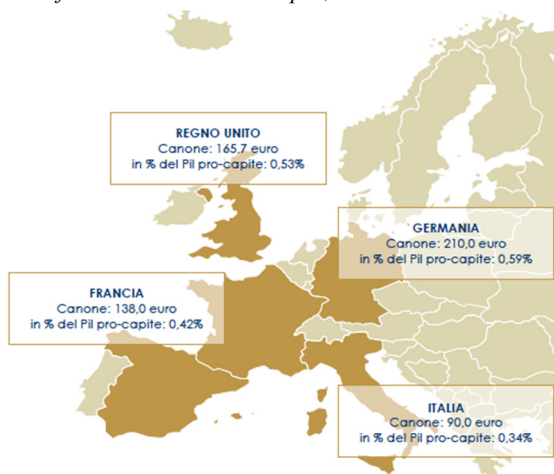 REGNO UNITO
Canone: 165,7 euro
in % del Pil pro-capite: 0,53%
GERMANIA
Canone: 210,0 euro
in % del Pil pro-capite: 0,59%
FRANCIA
Canone: 138,0 euro
in % del Pil pro-capite: 0,42%
ITALIA
Canone: 90,0 euro
in % del Pil pro-capite: 0,34%